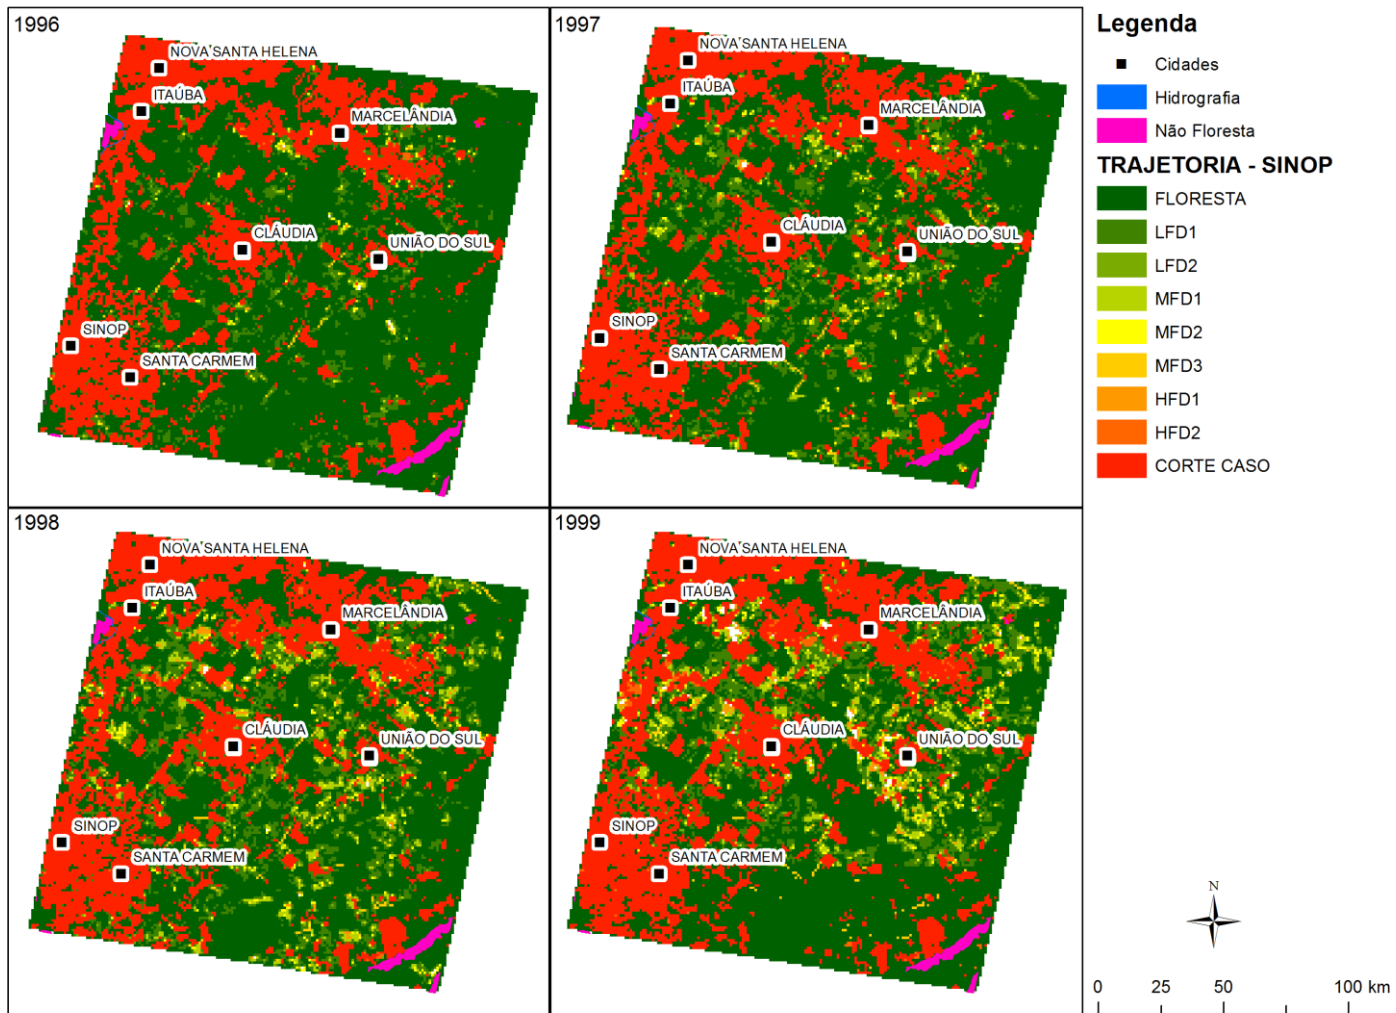 1996
NOVA SANTA HELENA
ITAÚBA
MARCELÂNDIA
CLÁUDIA
UNIÃO DO SUL
SINOP
SANTA CARMEM
1997
NOVA SANTA HELENA
ITAÚBA
MARCELÂNDIA
CLÁUDIA
UNIÃO DO SUL
SINOP
SANTA CARMEM
1998
NOVA SANTA HELENA
ITAÚBA
MARCELÂNDIA
CLÁUDIA
UNIÃO DO SUL
SINOP
SANTA CARMEM
1999
NOVA SANTA HELENA
ITAÚBA
MARCELÂNDIA
CLÁUDIA
UNIÃO DO SUL
SINOP
SANTA CARMEM
Legenda
Cidades
Hidrografia
Não Floresta
TRAJETORIA - SINOP
FLORESTA
LFD1
LFD2
MFD1
MFD2
MFD3
HFD1
HFD2
CORTE CASO
N
0 25 50 100 km